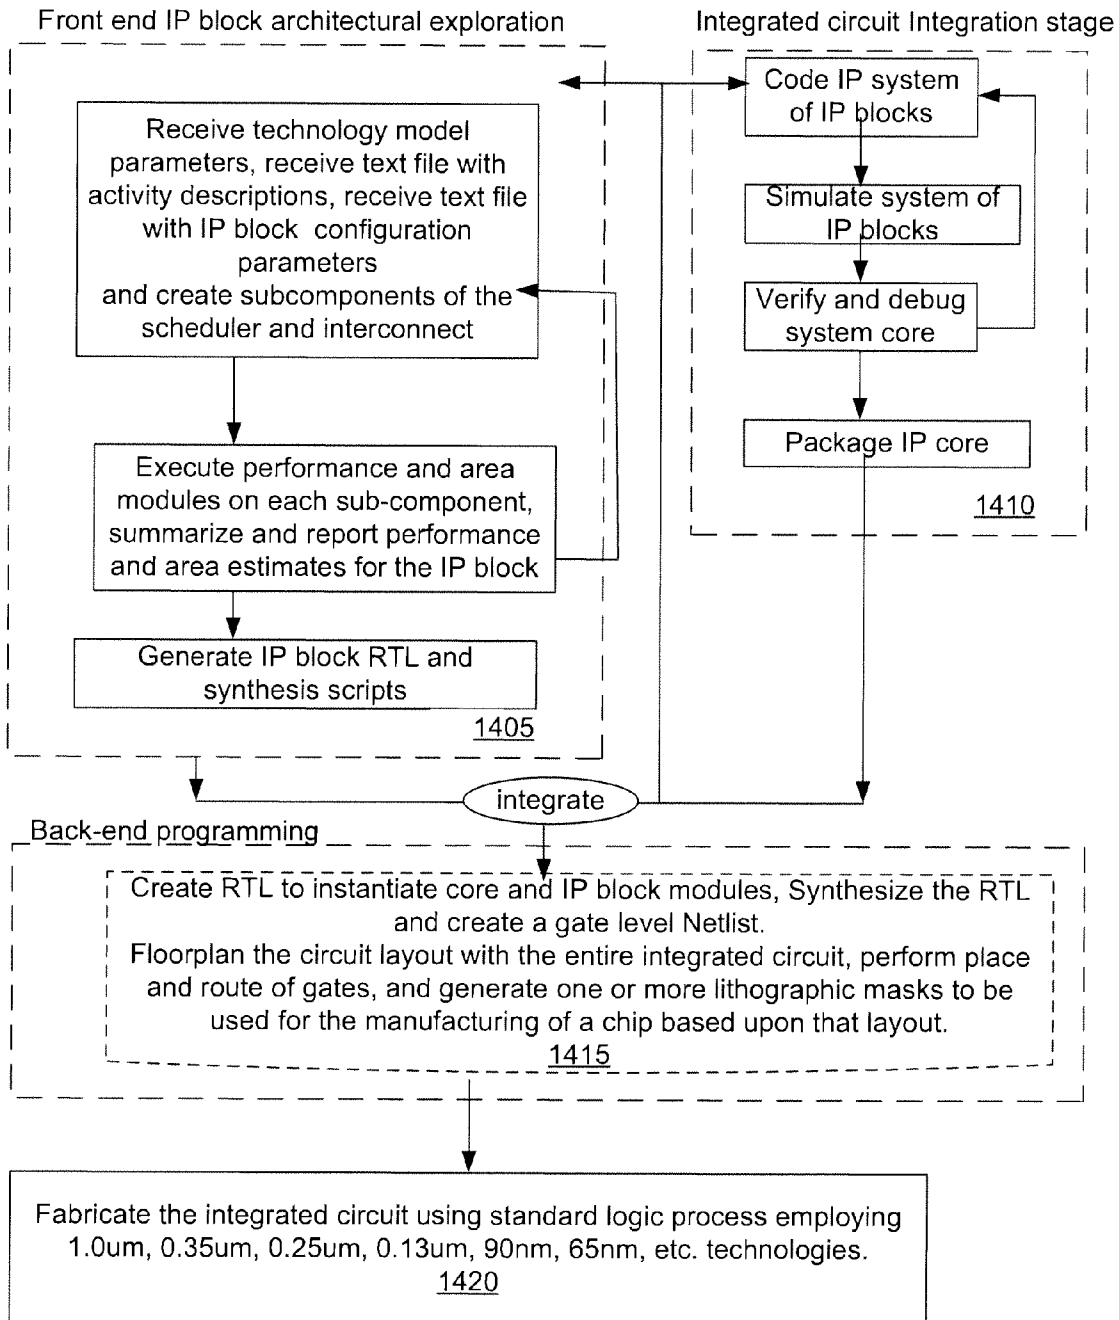 Front end IP block architectural exploration
Receive technology model
parameters, receive text file with
activity descriptions, receive text file
with IP block configuration
parameters
and create subcomponents of the
scheduler and interconnect
Execute performance and area
modules on each sub-component,
summarize and report performance
and area estimates for the IP block
Generate IP block RTL and
synthesis scripts
1405
Integrated circuit Integration stage
Code IP system
of IP blocks
Simulate system of
IP blocks
Verify and debug
system core
Package IP core
1410
integrate
Back-end programming
Create RTL to instantiate core and IP block modules, Synthesize the RTL
and create a gate level Netlist.
Floorplan the circuit layout with the entire integrated circuit, perform place
and route of gates, and generate one or more lithographic masks to be
used for the manufacturing of a chip based upon that layout.
1415
Fabricate the integrated circuit using standard logic process employing
1.0um, 0.35um, 0.25um, 0.13um, 90nm, 65nm, etc. technologies.
1420